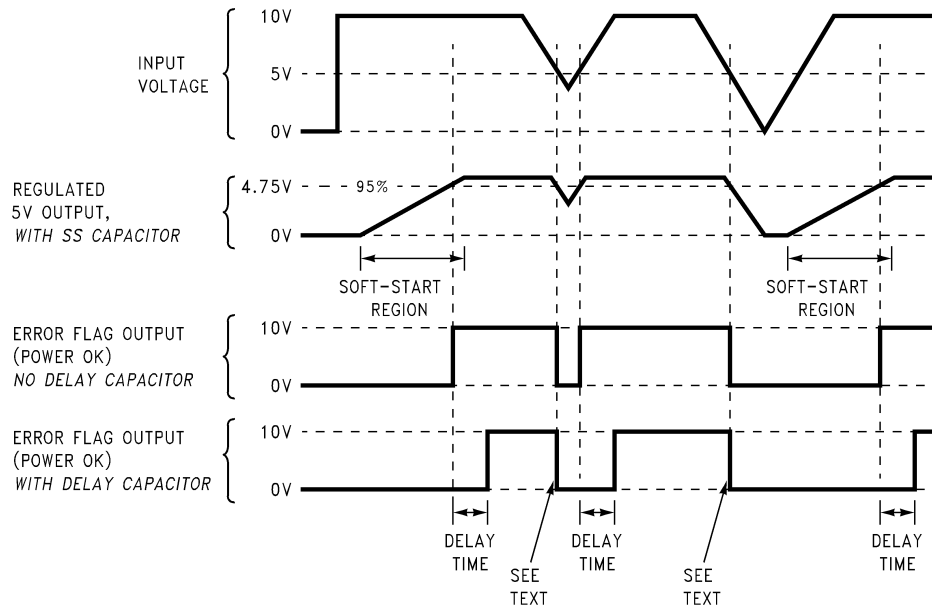 INPUT
VOLTAGE
10V
5V
0V
REGULATED
5V OUTPUT,
WITH SS CAPACITOR
4.75V
95%
0V
SOFT-START
REGION
SOFT-START
REGION
ERROR FLAG OUTPUT
(POWER OK)
NO DELAY CAPACITOR
10V
0V
ERROR FLAG OUTPUT
(POWER OK)
WITH DELAY CAPACITOR
10V
0V
DELAY
TIME
SEE
TEXT
DELAY
TIME
SEE
TEXT
DELAY
TIME